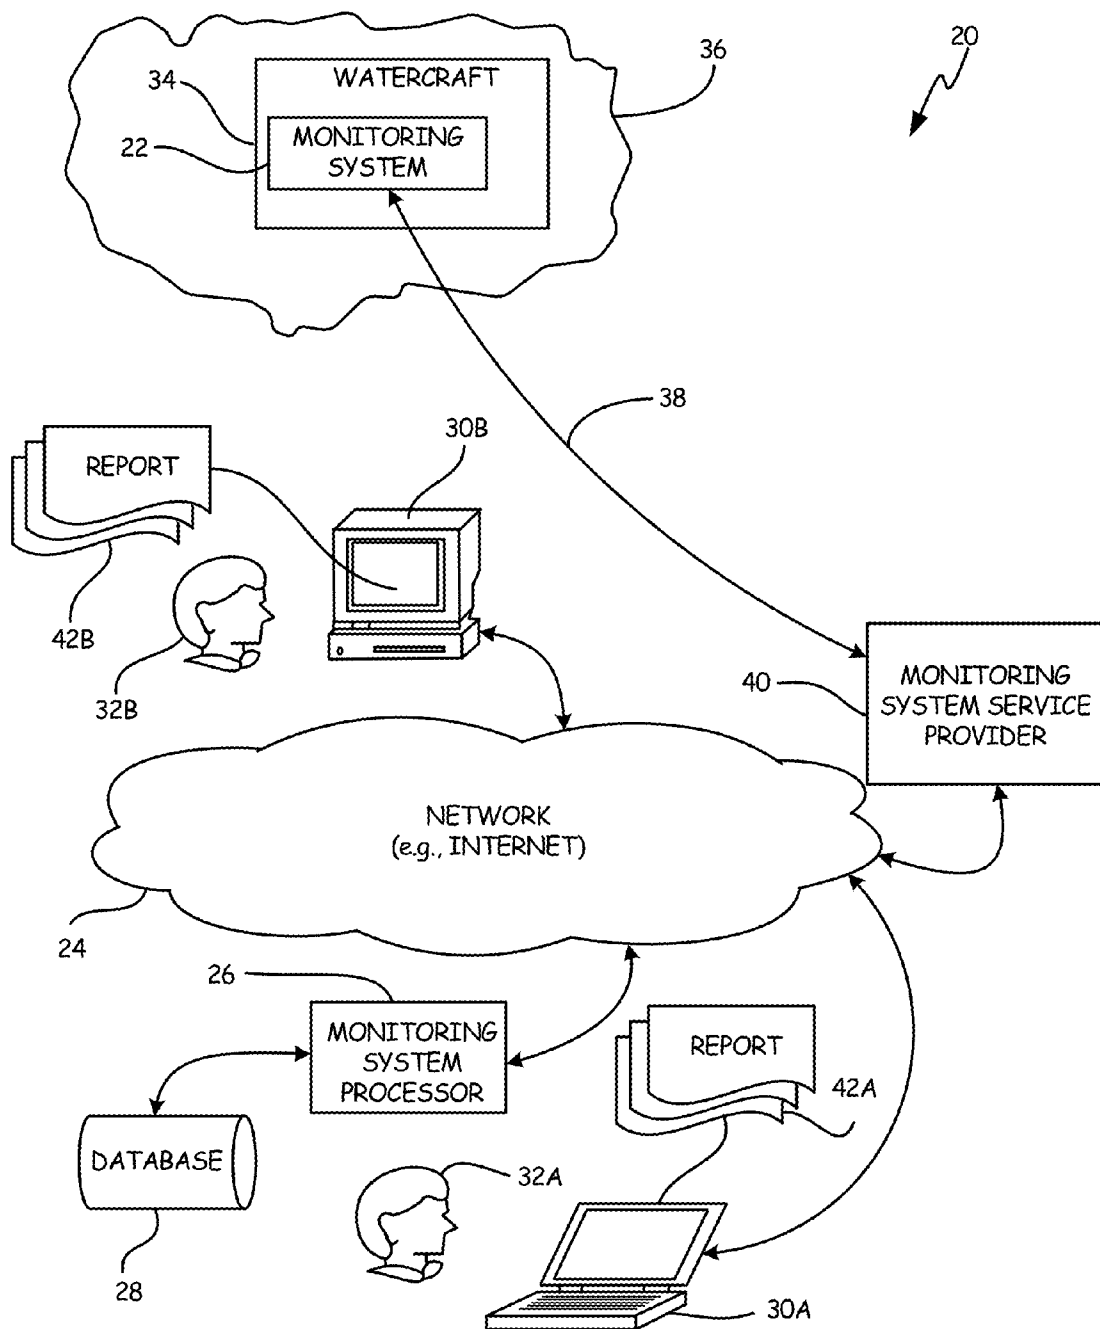 20
36
34
WATERCRAFT
22
MONITORING
SYSTEM
38
30B
REPORT
42B
32B
40
MONITORING
SYSTEM SERVICE
PROVIDER
NETWORK
(e.g., INTERNET)
24
26
MONITORING
SYSTEM
PROCESSOR
REPORT
42A
DATABASE
32A
28
30A